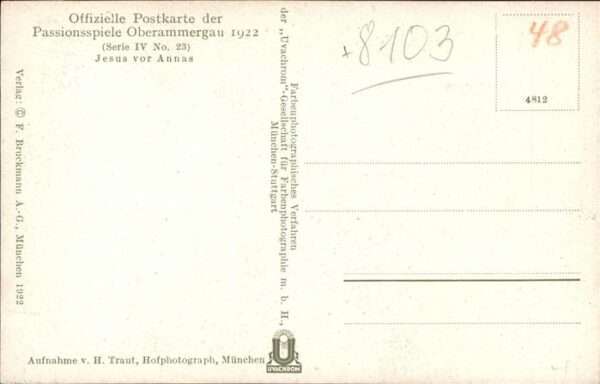 Offizielle Postkarte der
Passionsspiele Oberammergau 1922
(Serie IV No. 23)
Jesus vor Annas
Verlag: © F. Bruckmann A.-G., München 1922
Aufnahme v. H. Traut, Hofphotograph, München
Farbenphotographisches Verfahren
der „Uvachrom"-Gesellschaft für Farbenphotographie m. b. H.,
München-Stuttgart
U
UVACHROM
+8103
48
4812